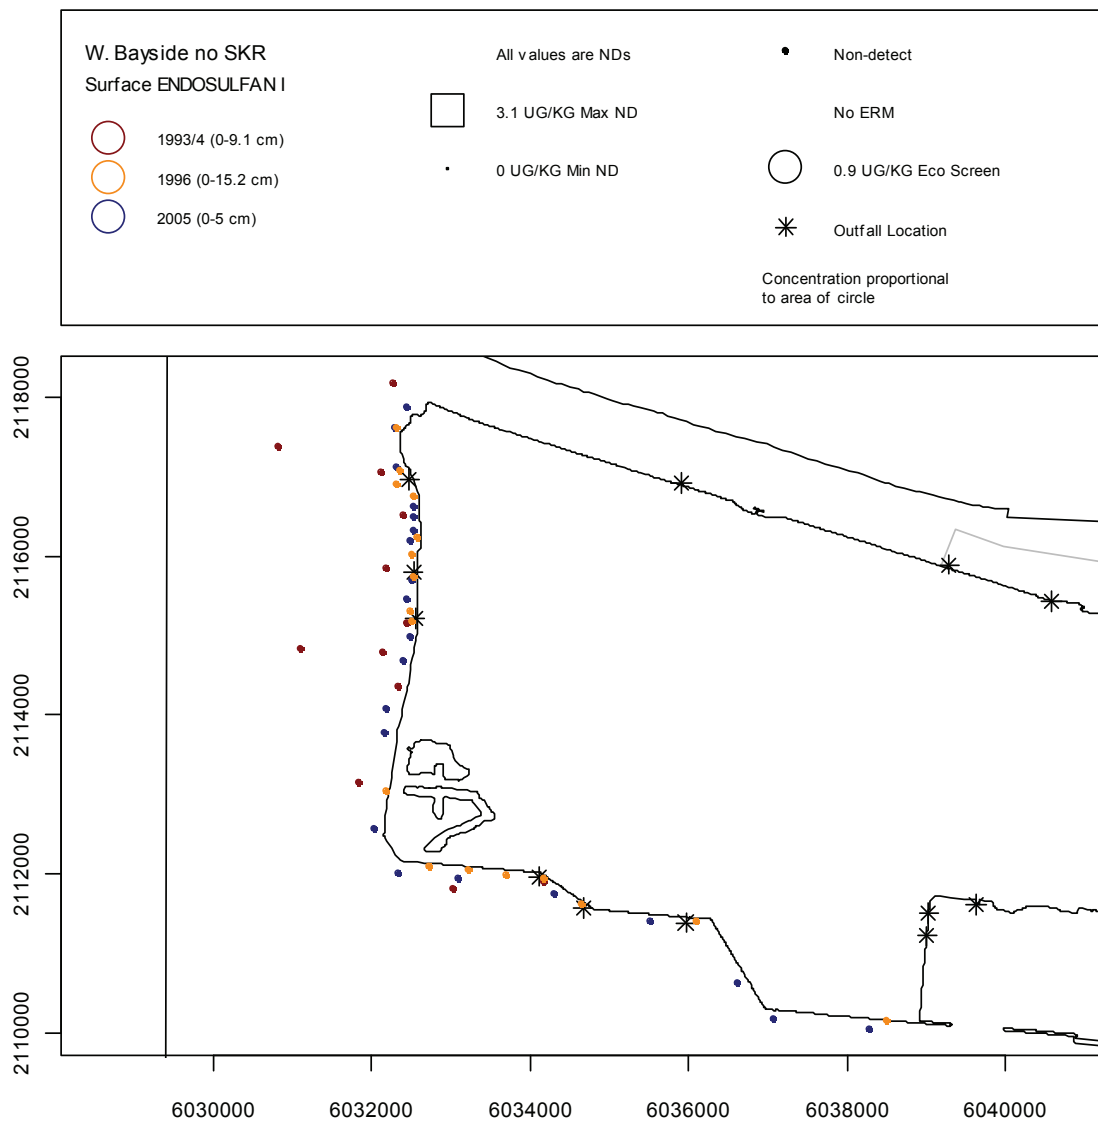 W. Bayside no SKR
Surface ENDOSULFAN I
1993/4 (0-9.1 cm)
1996 (0-15.2 cm)
2005 (0-5 cm)
All values are NDs
3.1 UG/KG Max ND
0 UG/KG Min ND
Non-detect
No ERM
0.9 UG/KG Eco Screen
Outfall Location
Concentration proportional
to area of circle
2118000
2116000
2114000
2112000
2110000
6030000
6032000
6034000
6036000
6038000
6040000